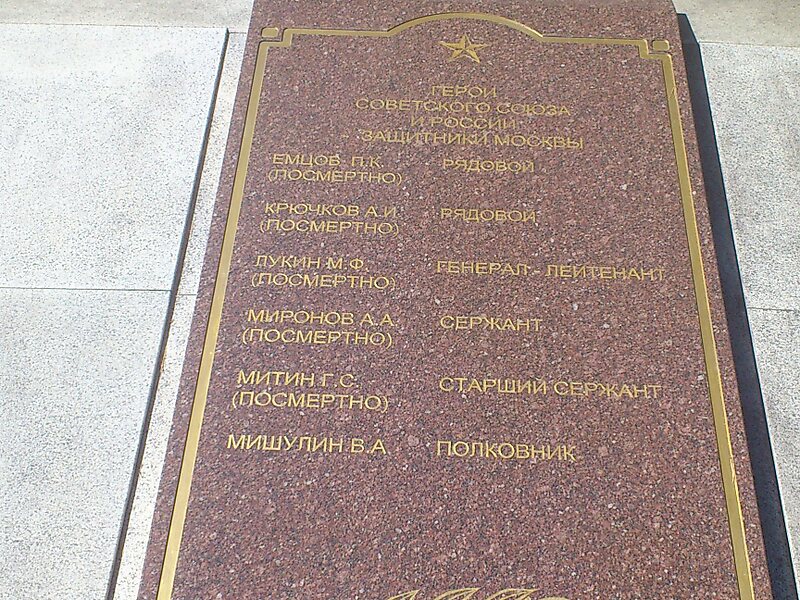 ГЕРОИ
СОВЕТСКОГО СОЮЗА
И РОССИИ
- ЗАЩИТНИКИ МОСКВЫ
ЕМЦОВ П.К. РЯДОВОЙ
(ПОСМЕРТНО)
КРЮЧКОВ А.И. РЯДОВОЙ
(ПОСМЕРТНО)
ЛУКИН М.Ф. ГЕНЕРАЛ - ЛЕЙТЕНАНТ
(ПОСМЕРТНО)
МИРОНОВ А.А. СЕРЖАНТ
(ПОСМЕРТНО)
МИТИН Г.С. СТАРШИЙ СЕРЖАНТ
(ПОСМЕРТНО)
МИШУЛИН В.А. ПОЛКОВНИК